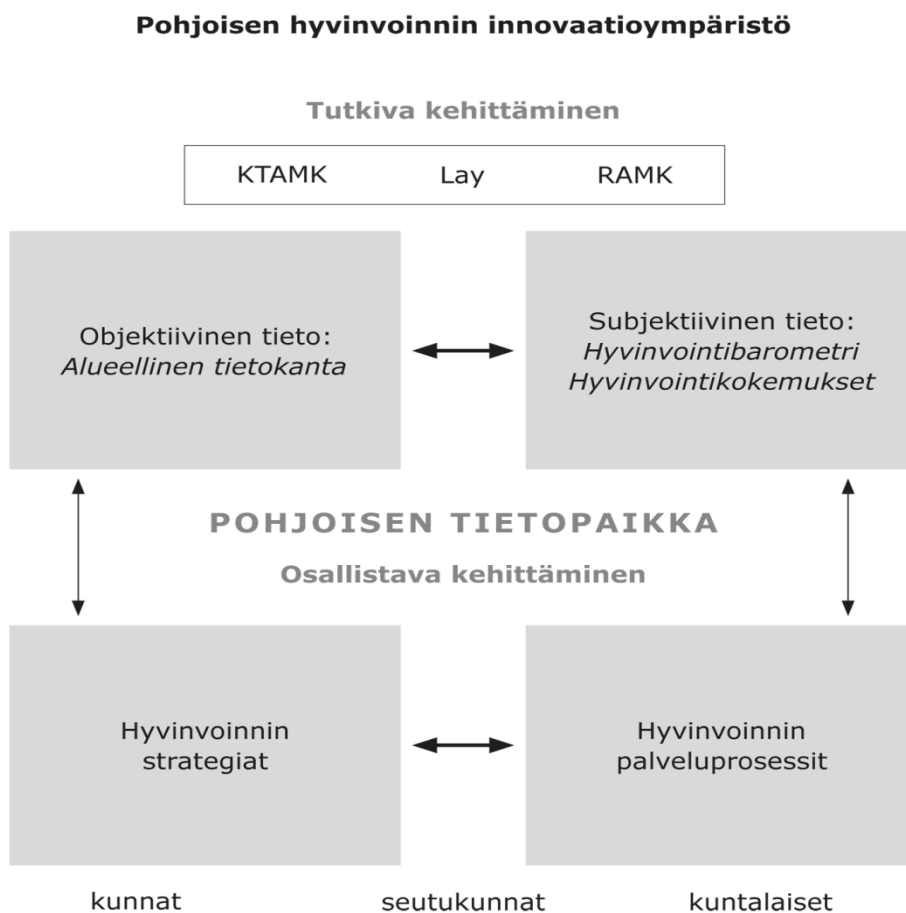 Pohjoisen hyvinvoinnin innovaatioympäristö
Tutkiva kehittäminen
KTAMK Lay RAMK
Objektiivinen tieto:
Alueellinen tietokanta
Subjektiivinen tieto:
Hyvinvointibarometri
Hyvinvointikokemukset
POHJOISEN TIETOPAIKKA
Osallistava kehittäminen
Hyvinvoinnin
strategiat
Hyvinvoinnin
palveluprosessit
kunnat seutukunnat kuntalaiset